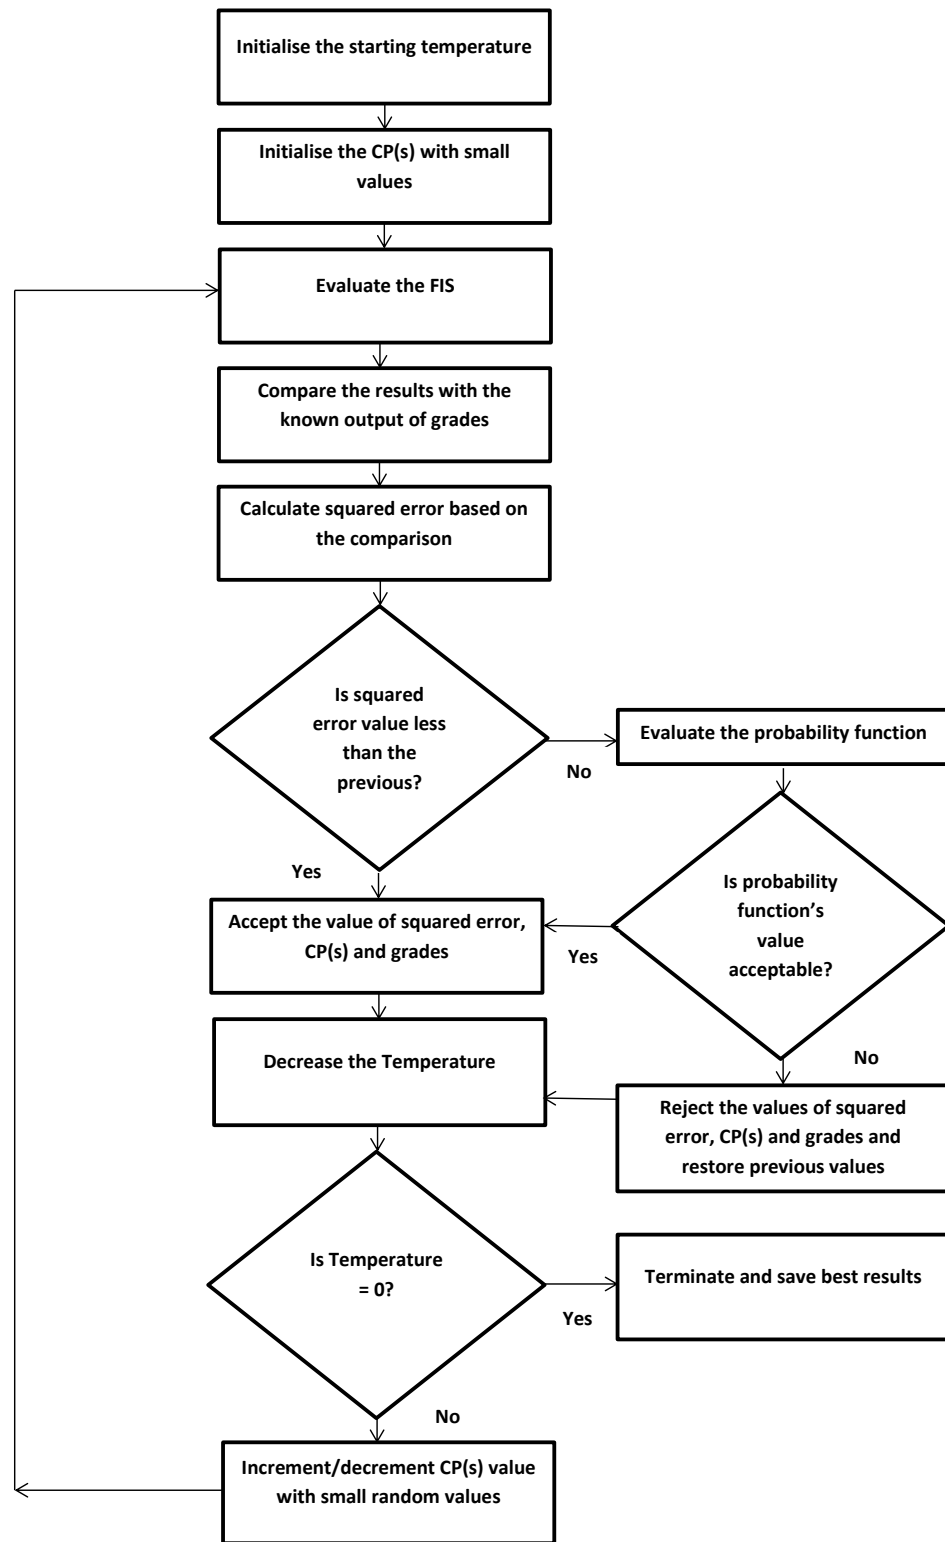 Initialise the starting temperature
Initialise the CP(s) with small
values
Evaluate the FIS
Compare the results with the
known output of grades
Calculate squared error based on
the comparison
Is squared
error value less
than the
previous?
No
Evaluate the probability function
Yes
Is probability
function's
value
acceptable?
Yes
Accept the value of squared error,
CP(s) and grades
No
Decrease the Temperature
Reject the values of squared
error, CP(s) and grades and
restore previous values
Is Temperature
= 0?
Yes
Terminate and save best results
No
Increment/decrement CP(s) value
with small random values